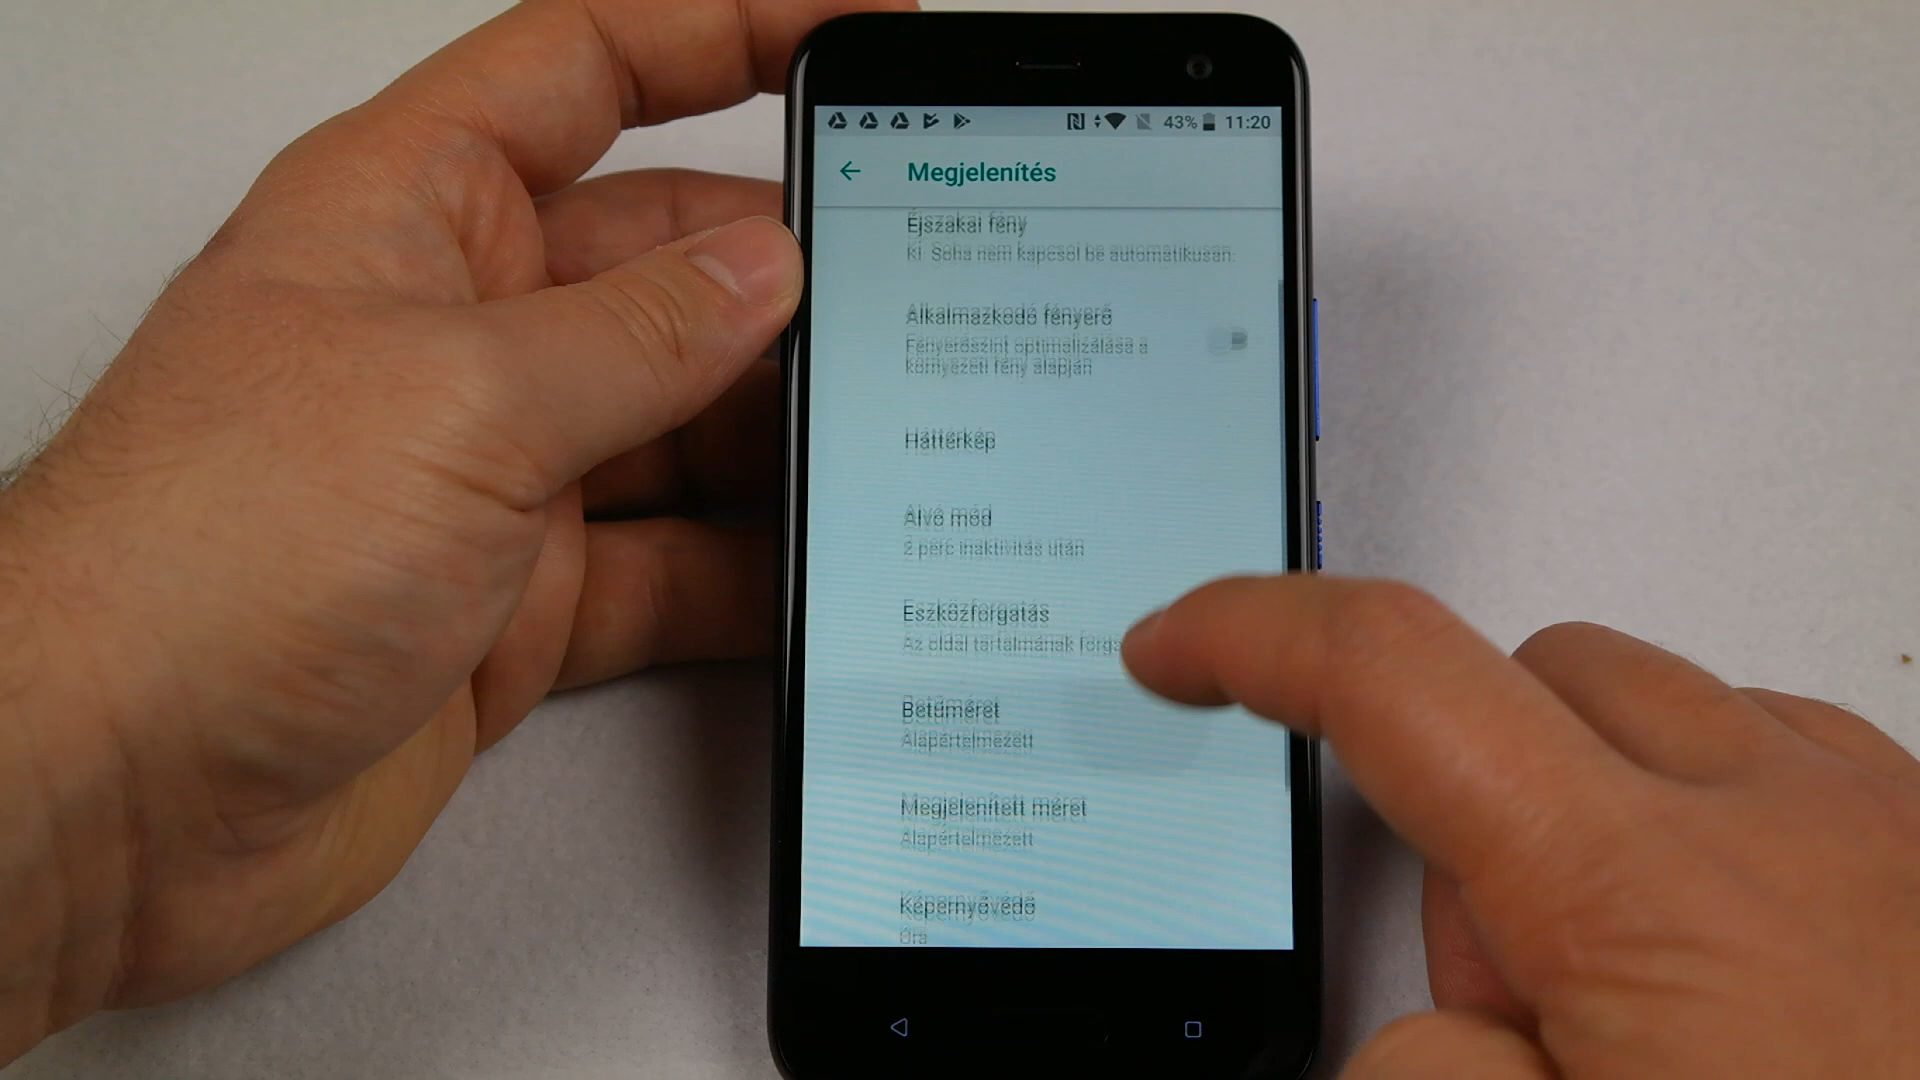 43% 11:20
Megjelenítés
Éjszakai fény
Ki. Soha nem kapcsol be automatikusan.
Alkalmazkodó fényerő
Fényerőszint optimalizálása a
környezeti fény alapján
Háttérkép
Alvó mód
2 perc inaktivitás után
Eszközforgatás
Az oldal tartalmának forga
Betűméret
Alapértelmezett
Megjelenített méret
Alapértelmezett
Képernyővédő
Óra